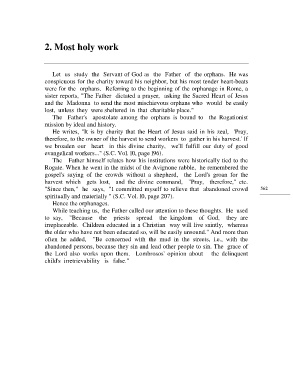 2. Most holy work
Let us study the Servant of God as the Father of the orphans. He was
conspicuous for the charity toward his neighbor, but his most tender heart-beats
were for the orphans. Referring to the beginning of the orphanage in Rome, a
sister reports, "The Father dictated a prayer, asking the Sacred Heart of Jesus
and the Madonna to send the most mischievous orphans who would be easily
lost, unless they were sheltered in that charitable place."
The Father's apostolate among the orphans is bound to the Rogationist
mission by ideal and history.
He writes, "It is by charity that the Heart of Jesus said in his zeal, 'Pray,
therefore, to the owner of the harvest to send workers to gather in his harvest.' If
we broaden our heart in this divine charity, we'll fulfill our duty of good
evangelical workers..." (S.C. Vol. 10, page 196).
The Father himself relates how his institutions were historically tied to the
Rogate. When he went in the midst of the Avignone rabble, he remembered the
gospel's saying of the crowds without a shepherd, the Lord's groan for the
harvest which gets lost, and the divine command, "Pray, therefore," etc.
"Since then," he says, "I committed myself to relieve that abandoned crowd
spiritually and materially" (S.C. Vol. 10, page 207).
562
Hence the orphanages.
While teaching us, the Father called our attention to these thoughts. He used
to say, "Because the priests spread the kingdom of God, they are
irreplaceable. Children educated in a Christian way will live saintly, whereas
the older who have not been educated so, will be easily unsound." And more than
often he added, "Be concerned with the mud in the streets, i.e., with the
abandoned persons, because they sin and lead other people to sin. The grace of
the Lord also works upon them. Lombroso's opinion about the delinquent
child's irretrievability is false."